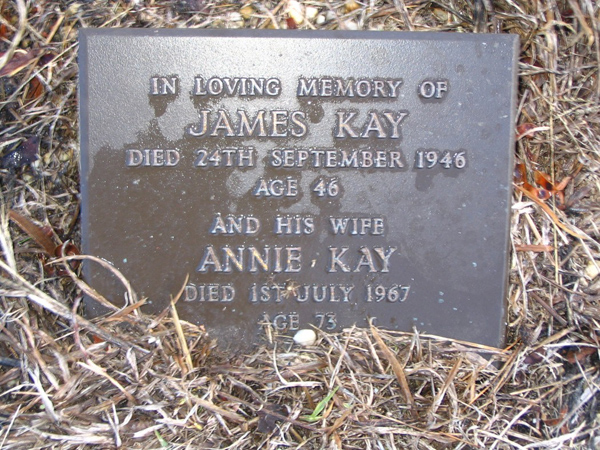 IN LOVING MEMORY OF
JAMES KAY
DIED 24TH SEPTEMBER 1946
AGE 46
AND HIS WIFE
ANNIE KAY
DIED 1ST JULY 1967
AGE 73